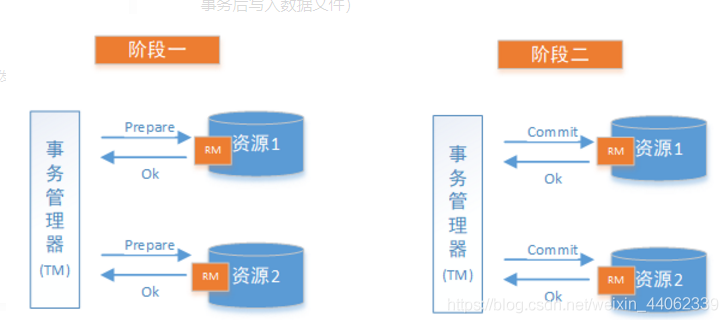 事务后写入数据文件）
阶段一
阶段二
事务管理器
(TM)
Prepare
Ok
RM
资源1
Prepare
Ok
RM
资源2
事务管理器
(TM)
Commit
Ok
RM
资源1
Commit
Ok
RM
资源2
https://blog.csdn.net/weixin_44062339